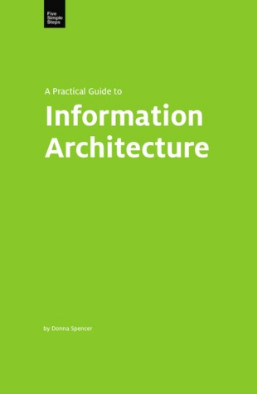 Five
Simple
Steps
A Practical Guide to
Information
Architecture
by Donna Spencer